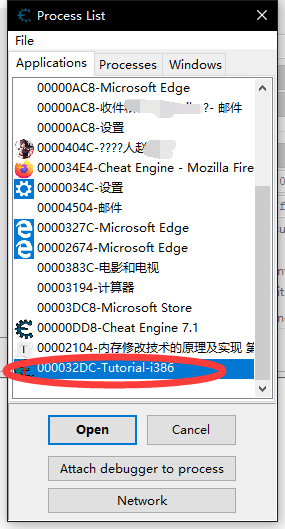 Process List
File
Applications
Processes
Windows
00000AC8-Microsoft Edge
00000AC8-收件 ?- 邮件
00000AC8-设置
0000404C-????人赵
000034E4-Cheat Engine - Mozilla Fire
0000034C-设置
00004504-邮件
0000327C-Microsoft Edge
00002674-Microsoft Edge
0000383C-电影和电视
00003194-计算器
00003DC8-Microsoft Store
00000DD8-Cheat Engine 7.1
00002104-内存修改技术的原理及实现 第
000032DC-Tutorial-i386
Open
Cancel
Attach debugger to process
Network